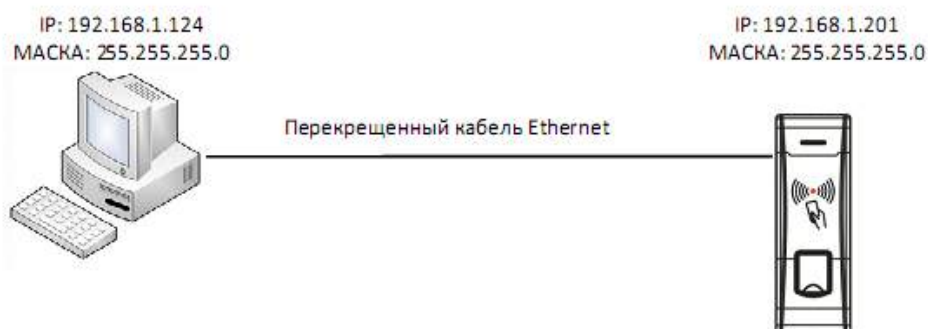 IP: 192.168.1.124
МАСКА: 255.255.255.0
IP: 192.168.1.201
МАСКА: 255.255.255.0
Перекрещенный кабель Ethernet